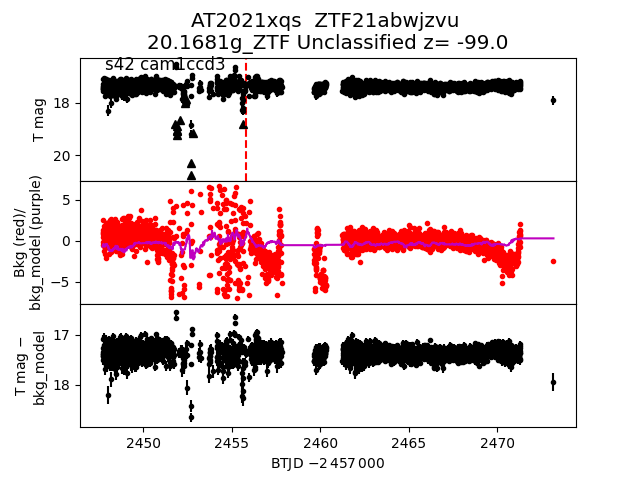 AT2021xqs  ZTF21abwjzvu
20.1681g_ZTF Unclassified z= -99.0
s42 cam1ccd3
T mag
18
20
Bkg (red)/
bkg_model (purple)
5
0
−5
T mag −
bkg_model
17
18
2450
2455
2460
2465
2470
BTJD −2 457 000